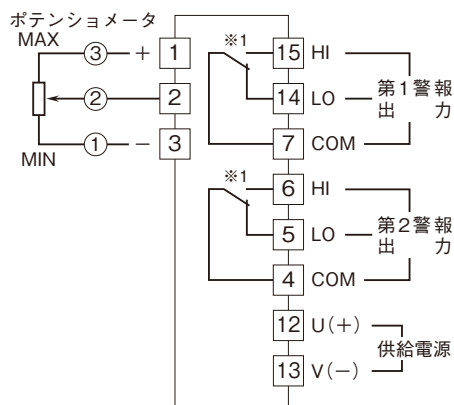 ポテンショメータ
MAX
③ + 1
② 2
① − 3
MIN
※1
15 HI
14 LO
7 COM
第1警報
出力
※1
6 HI
5 LO
4 COM
第2警報
出力
12 U(+)
13 V(−)
供給電源